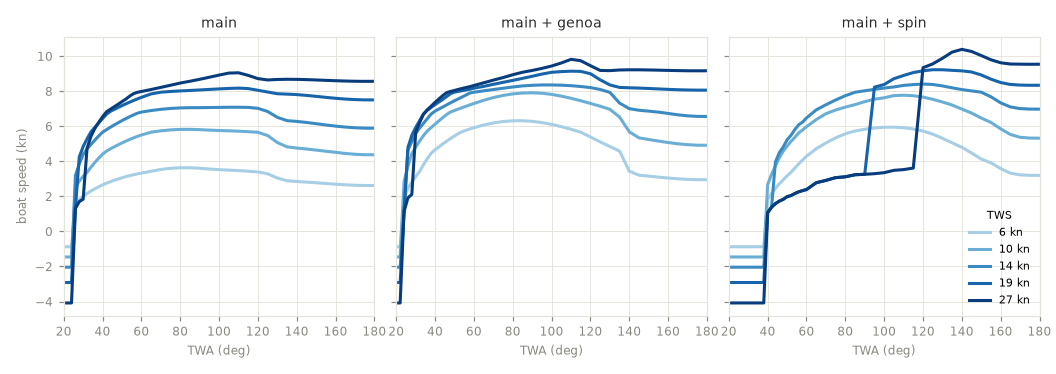 main
main + genoa
main + spin
boat speed (kn)
10
8
6
4
2
0
−2
−4
20 40 60 80 100 120 140 160 180
20 40 60 80 100 120 140 160 180
20 40 60 80 100 120 140 160 180
TWA (deg)
TWA (deg)
TWA (deg)
TWS
6 kn
10 kn
14 kn
19 kn
27 kn